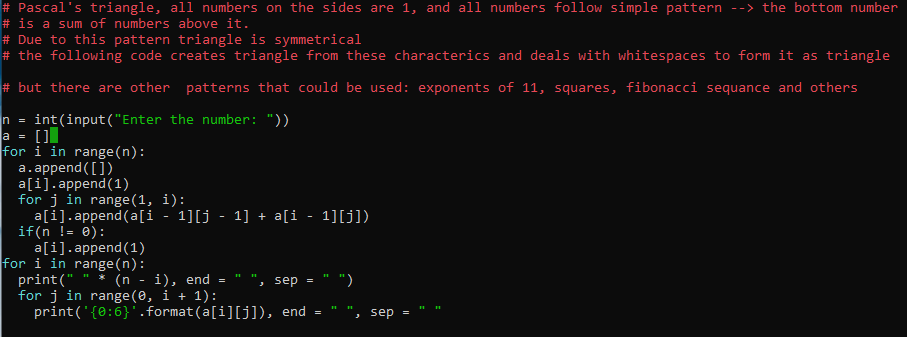 # Pascal's triangle, all numbers on the sides are 1, and all numbers follow simple pattern --> the bottom number
# is a sum of numbers above it.
# Due to this pattern triangle is symmetrical
# the following code creates triangle from these characterics and deals with whitespaces to form it as triangle
# but there are other  patterns that could be used: exponents of 11, squares, fibonacci sequance and others
n = int(input("Enter the number: "))
a = []
for i in range(n):
  a.append([])
  a[i].append(1)
  for j in range(1, i):
    a[i].append(a[i - 1][j - 1] + a[i - 1][j])
  if(n != 0):
    a[i].append(1)
for i in range(n):
  print(" " * (n - i), end = " ", sep = " ")
  for j in range(0, i + 1):
    print('{0:6}'.format(a[i][j]), end = " ", sep = " "